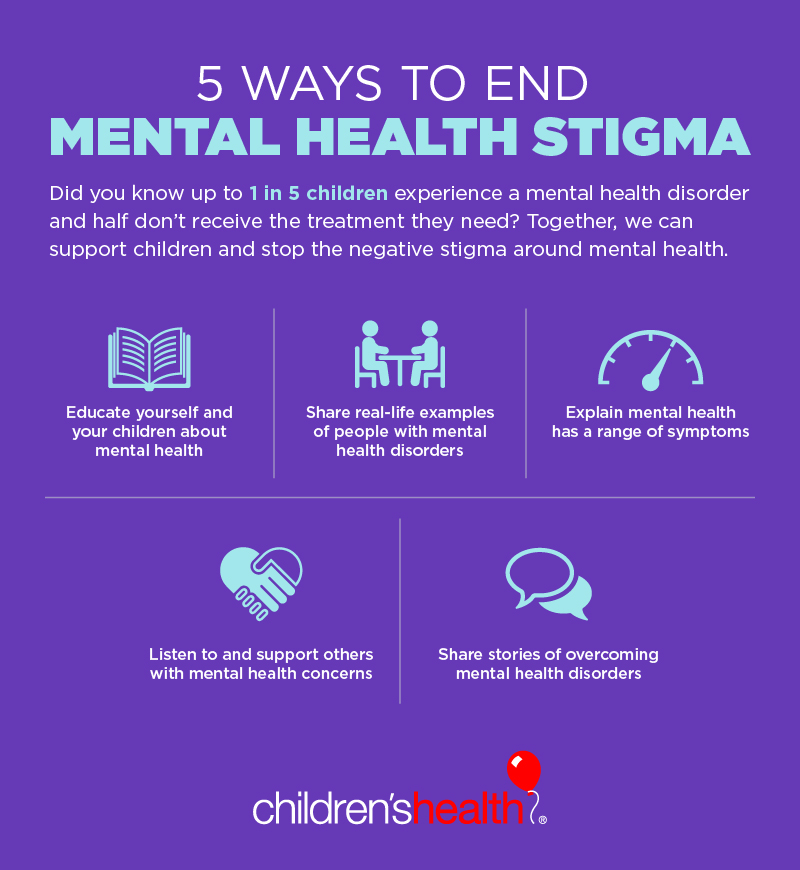 5 WAYS TO END
MENTAL HEALTH STIGMA
Did you know up to 1 in 5 children experience a mental health disorder
and half don’t receive the treatment they need? Together, we can
support children and stop the negative stigma around mental health.
Educate yourself and
your children about
mental health
Share real-life examples
of people with mental
health disorders
Explain mental health
has a range of symptoms
Listen to and support others
with mental health concerns
Share stories of overcoming
mental health disorders
children’shealth®